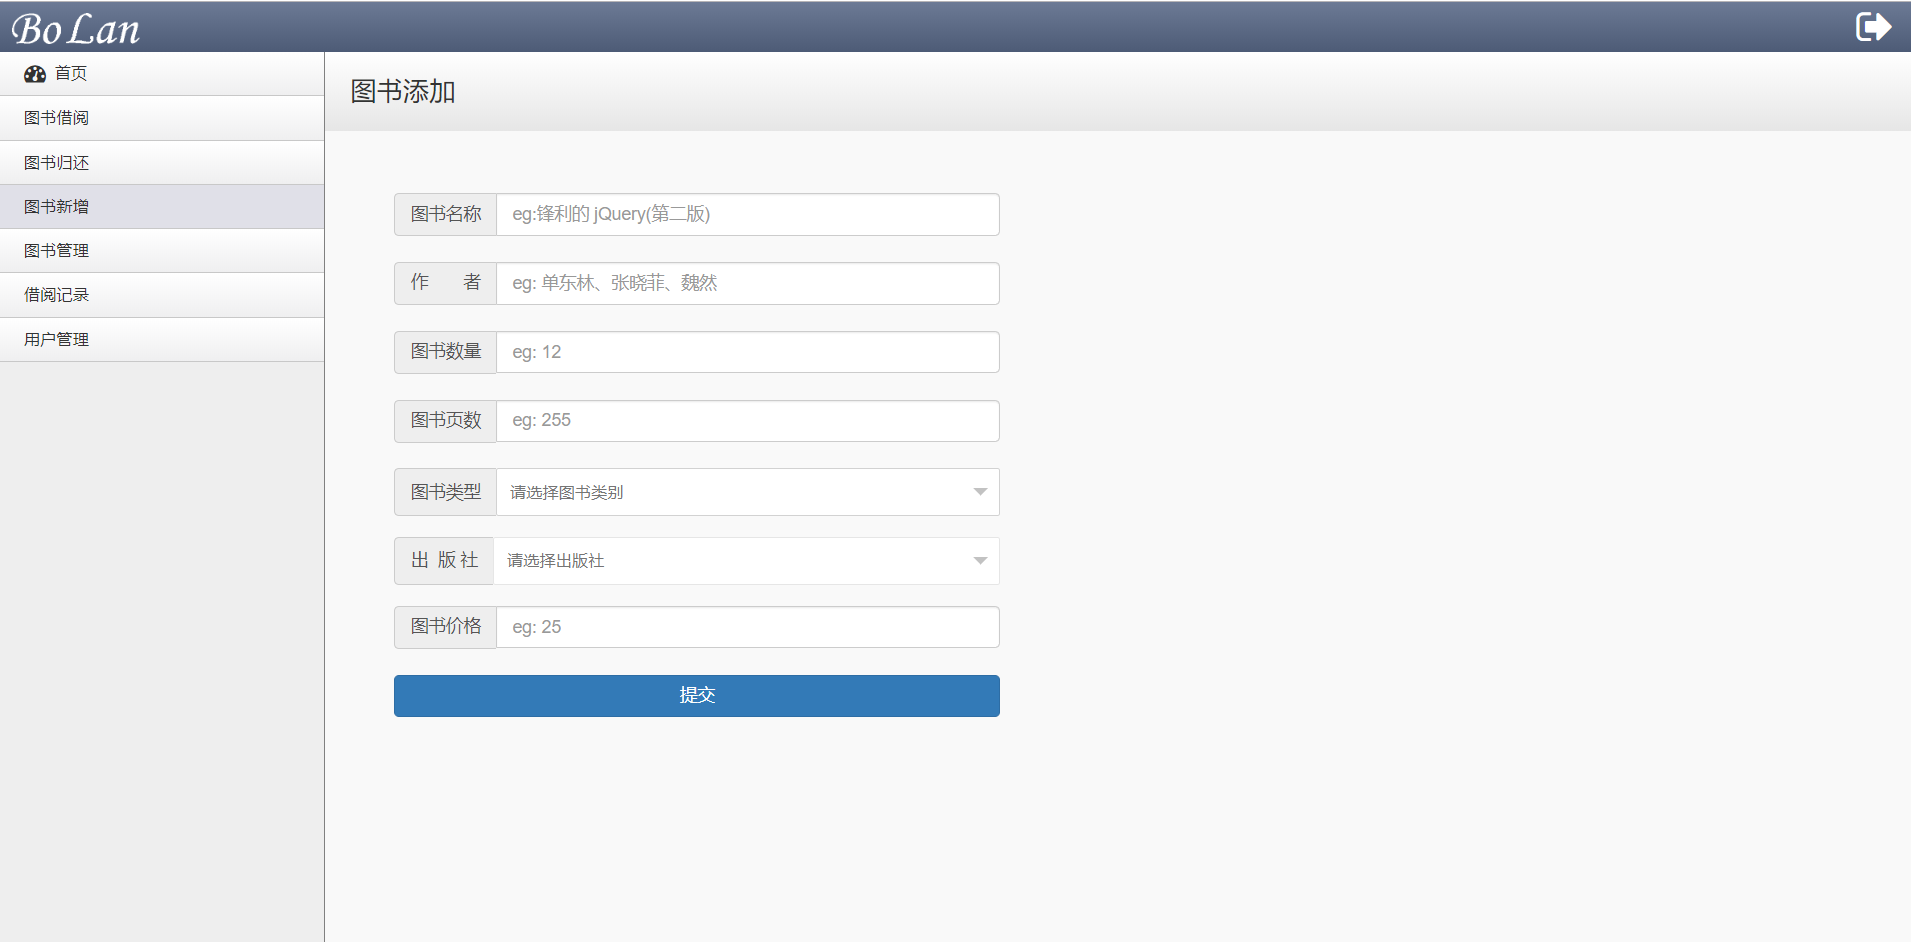 BoLan
首页
图书借阅
图书归还
图书新增
图书管理
借阅记录
用户管理
图书添加
图书名称 eg:锋利的 jQuery(第二版)
作 者 eg: 单东林、张晓菲、魏然
图书数量 eg: 12
图书页数 eg: 255
图书类型 请选择图书类别
出 版 社 请选择出版社
图书价格 eg: 25
提交